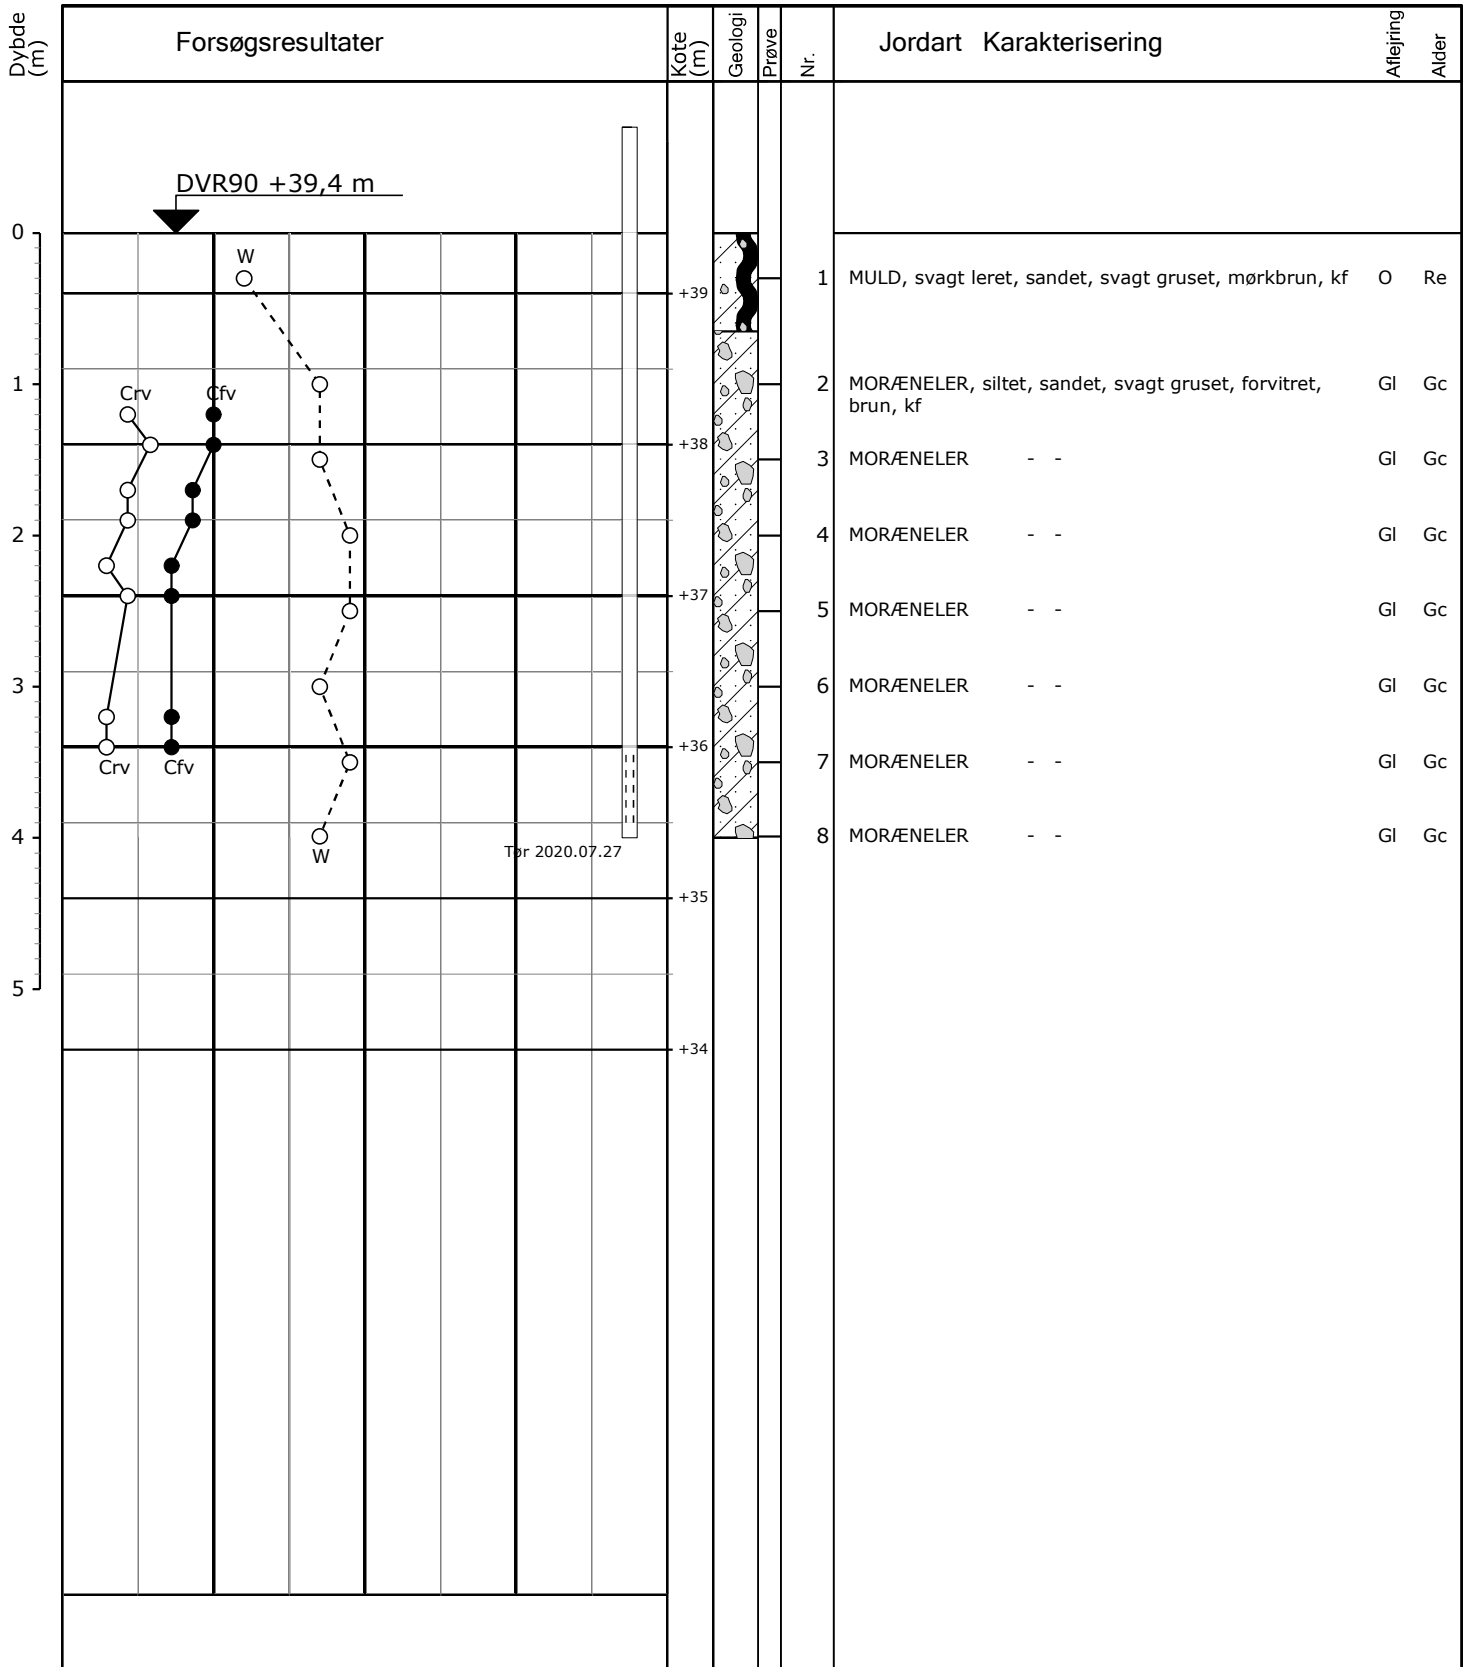 Dybde
(m)
Forsøgsresultater
Kote
(m)
Geologi
Prøve
Nr.
Jordart Karakterisering
Aflejring
Alder
DVR90 +39,4 m
0
W
1 MULD, svagt leret, sandet, svagt gruset, mørkbrun, kf O Re
+39
1
Crv
Cfv
2 MORÆNELER, siltet, sandet, svagt gruset, forvitret, Gl Gc
brun, kf
+38
3 MORÆNELER - - Gl Gc
2
4 MORÆNELER - - Gl Gc
+37
5 MORÆNELER - - Gl Gc
3
6 MORÆNELER - - Gl Gc
+36
Crv
Cfv
7 MORÆNELER - - Gl Gc
4
8 MORÆNELER - - Gl Gc
W
Tør 2020.07.27
+35
5
+34